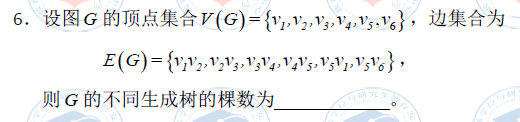 6．设图G的顶点集合V(G)={v₁,v₂,v₃,v₄,v₅,v₆}，边集合为
E(G)={v₁v₂,v₂v₃,v₃v₄,v₄v₅,v₅v₁,v₅v₆}，
则G的不同生成树的棵数为____________。